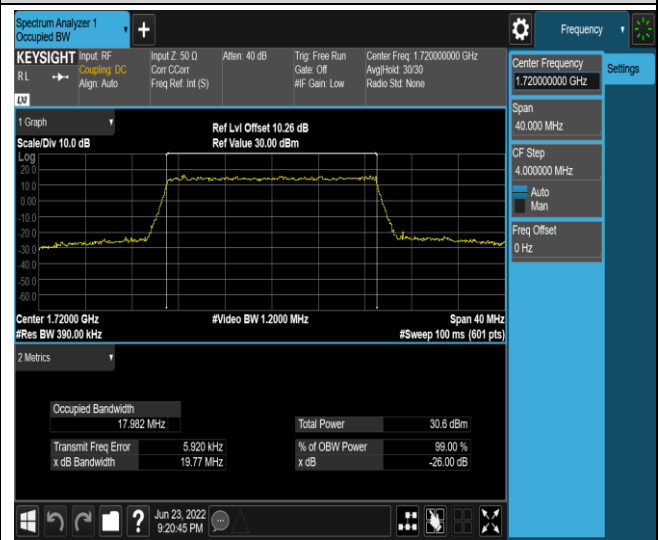 Spectrum Analyzer 1
Occupied BW
Frequency
KEYSIGHT
RL
LXI
Input: RF
Coupling: DC
Align: Auto
Input Z: 50 Ω
Corr CCorr
Freq Ref: Int (S)
Atten: 40 dB
Trig: Free Run
Gate: Off
#IF Gain: Low
Center Freq: 1.720000000 GHz
Avg|Hold: 30/30
Radio Std: None
Center Frequency
1.720000000 GHz
Settings
Span
40.000 MHz
CF Step
4.000000 MHz
Auto
Man
Freq Offset
0 Hz
1 Graph
Scale/Div 10.0 dB
Ref Lvl Offset 10.26 dB
Ref Value 30.00 dBm
Log
20.0
10.0
0.00
-10.0
-20.0
-30.0
-40.0
-50.0
-60.0
Center 1.72000 GHz
#Video BW 1.2000 MHz
Span 40 MHz
#Res BW 390.00 kHz
#Sweep 100 ms (601 pts)
2 Metrics
Occupied Bandwidth
17.982 MHz
Total Power 30.6 dBm
Transmit Freq Error 5.920 kHz
% of OBW Power 99.00 %
x dB Bandwidth 19.77 MHz
x dB -26.00 dB
?
Jun 23, 2022
9:20:45 PM